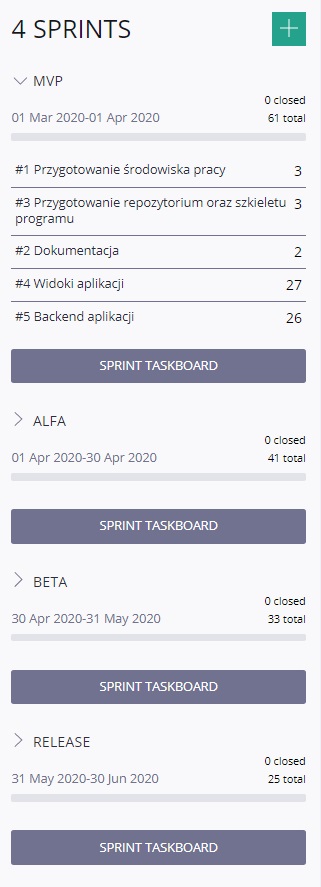 4 SPRINTS
MVP
0 closed
01 Mar 2020-01 Apr 2020
61 total
#1 Przygotowanie środowiska pracy 3
#3 Przygotowanie repozytorium oraz szkieletu 3
programu
#2 Dokumentacja 2
#4 Widoki aplikacji 27
#5 Backend aplikacji 26
SPRINT TASKBOARD
ALFA
0 closed
01 Apr 2020-30 Apr 2020
41 total
SPRINT TASKBOARD
BETA
0 closed
30 Apr 2020-31 May 2020
33 total
SPRINT TASKBOARD
RELEASE
0 closed
31 May 2020-30 Jun 2020
25 total
SPRINT TASKBOARD